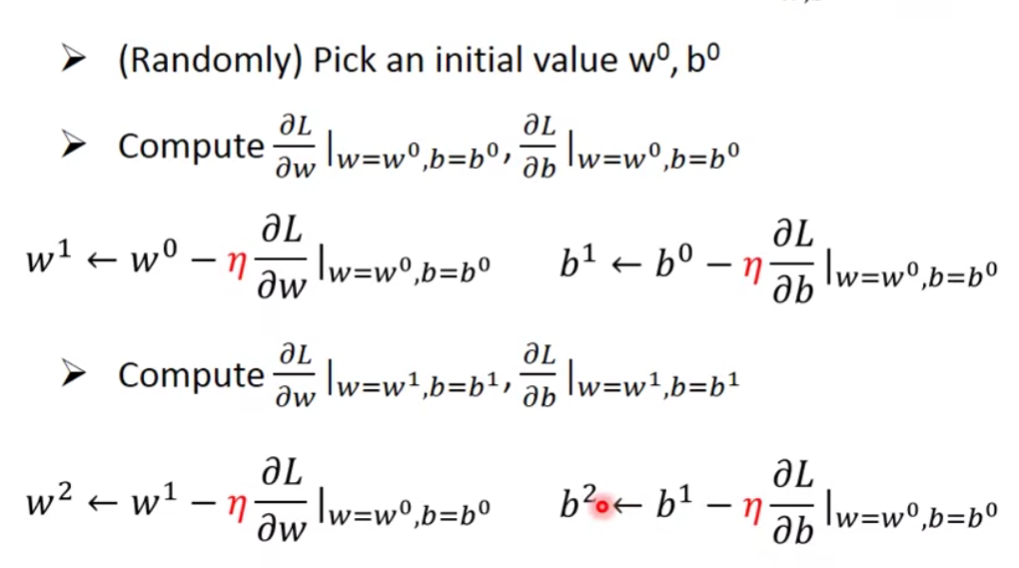 ➢ (Randomly) Pick an initial value w⁰, b⁰
➢ Compute ∂L/∂w |w=w⁰,b=b⁰, ∂L/∂b |w=w⁰,b=b⁰
w¹ ← w⁰ − η ∂L/∂w |w=w⁰,b=b⁰ b¹ ← b⁰ − η ∂L/∂b |w=w⁰,b=b⁰
➢ Compute ∂L/∂w |w=w¹,b=b¹, ∂L/∂b |w=w¹,b=b¹
w² ← w¹ − η ∂L/∂w |w=w⁰,b=b⁰ b² ← b¹ − η ∂L/∂b |w=w⁰,b=b⁰